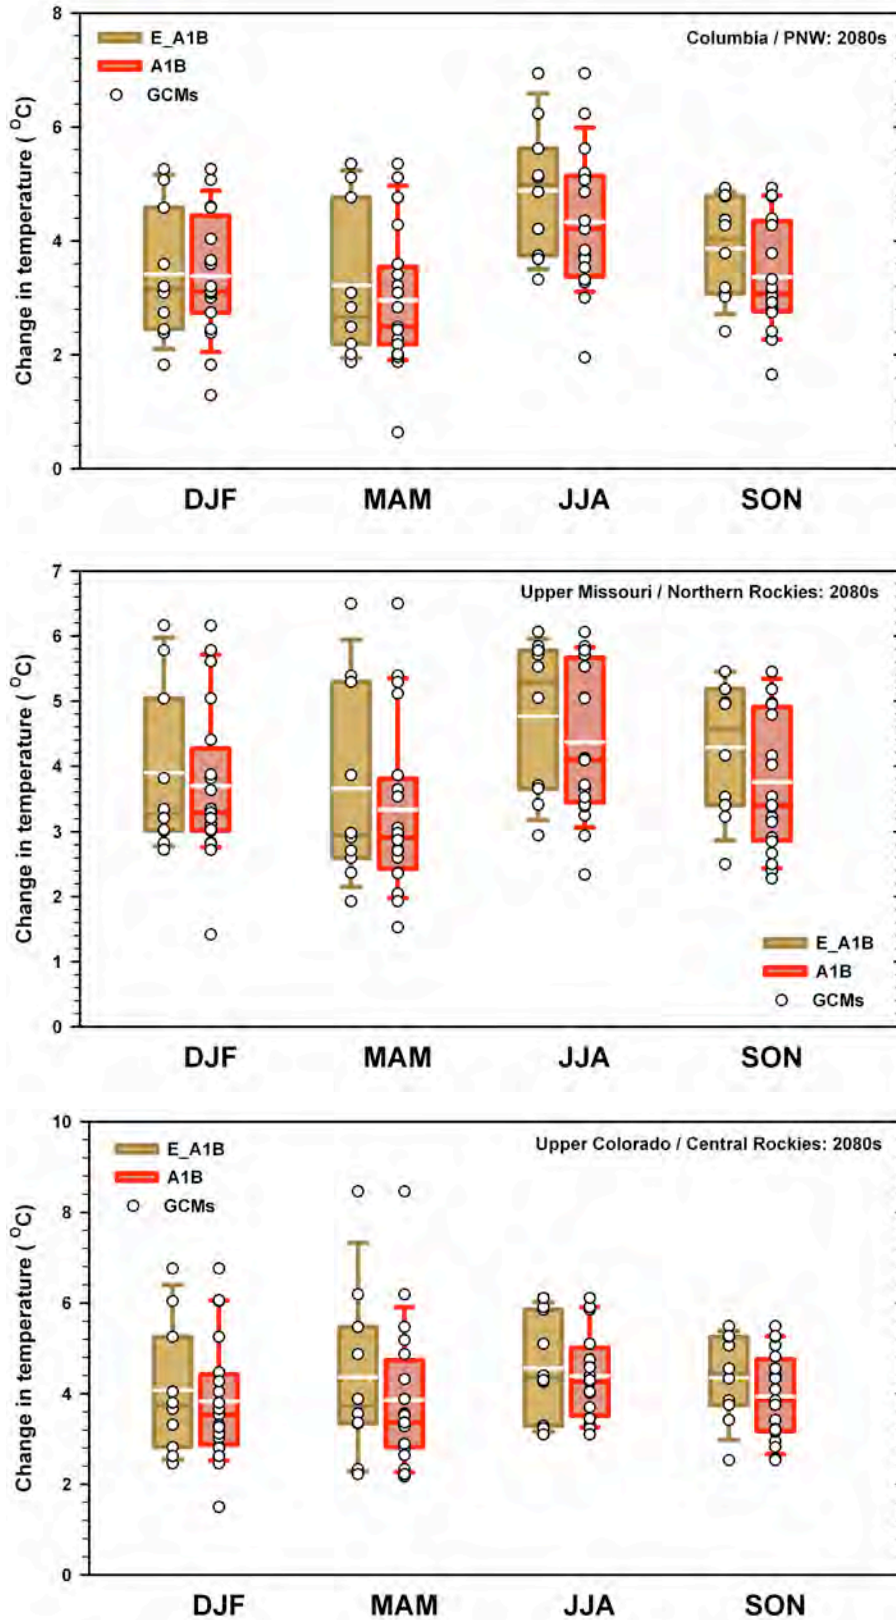 8
E_A1B
Columbia / PNW: 2080s
A1B
GCMs
6
Change in temperature ( °C)
4
2
0
DJF MAM JJA SON
7
Upper Missouri / Northern Rockies: 2080s
6
5
Change in temperature ( °C)
4
3
2
E_A1B
A1B
1
GCMs
0
DJF MAM JJA SON
10
E_A1B
Upper Colorado / Central Rockies: 2080s
A1B
GCMs
8
Change in temperature ( °C)
6
4
2
0
DJF MAM JJA SON